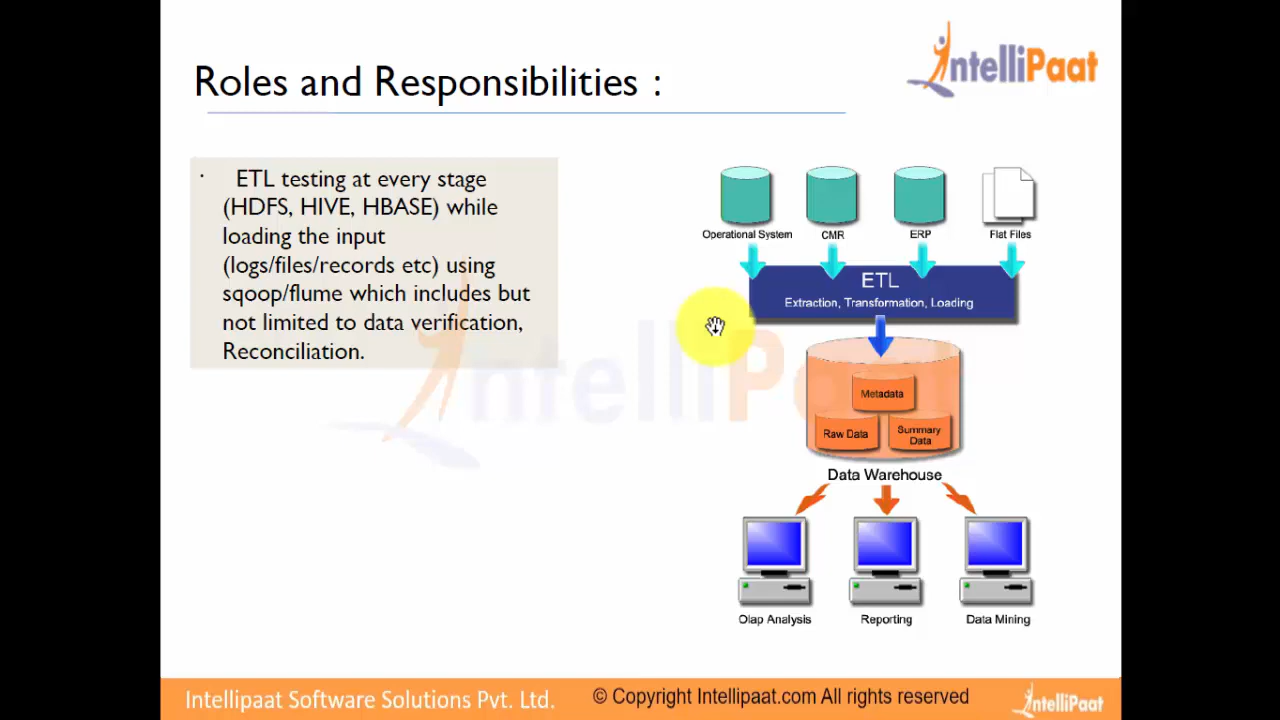 IntelliPaat
Roles and Responsibilities :
· ETL testing at every stage
(HDFS, HIVE, HBASE) while
loading the input
(logs/files/records etc) using
sqoop/flume which includes but
not limited to data verification,
Reconciliation.
Operational System
CMR
ERP
Flat Files
ETL
Extraction, Transformation, Loading
Metadata
Raw Data
Summary
Data
Data Warehouse
Olap Analysis
Reporting
Data Mining
IntelliPaat
Intellipaat Software Solutions Pvt. Ltd.
© Copyright Intellipaat.com All rights reserved
IntelliPaat